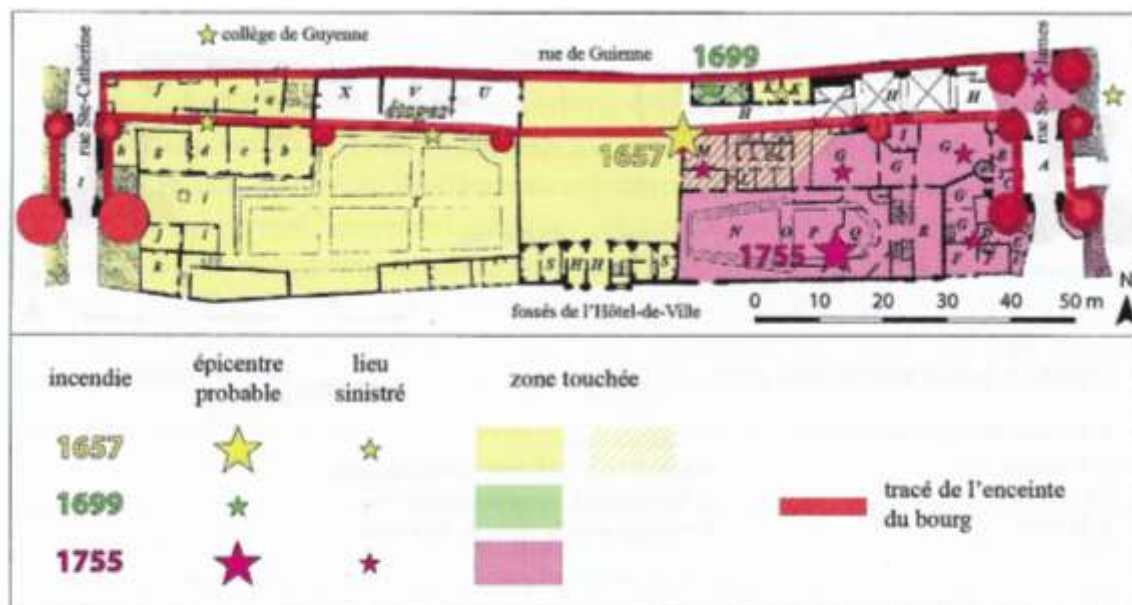 collège de Guyenne
rue de Guienne
1699
rue Ste-Catherine
rue St-James
f
e
a
X
V
U
H
K
K
H
H
étuges
1657
h
g
d
c
b
M
G
I
G
B
A
l
i
T
G
j
i
k
N
O
P
Q
R
G
F
1755
S
H
H
S
fossés de l'Hôtel-de-Ville
0 10 20 30 40 50 m
N
incendie
épicentre
probable
lieu
sinistré
zone touchée
1657
1699
1755
tracé de l'enceinte
du bourg